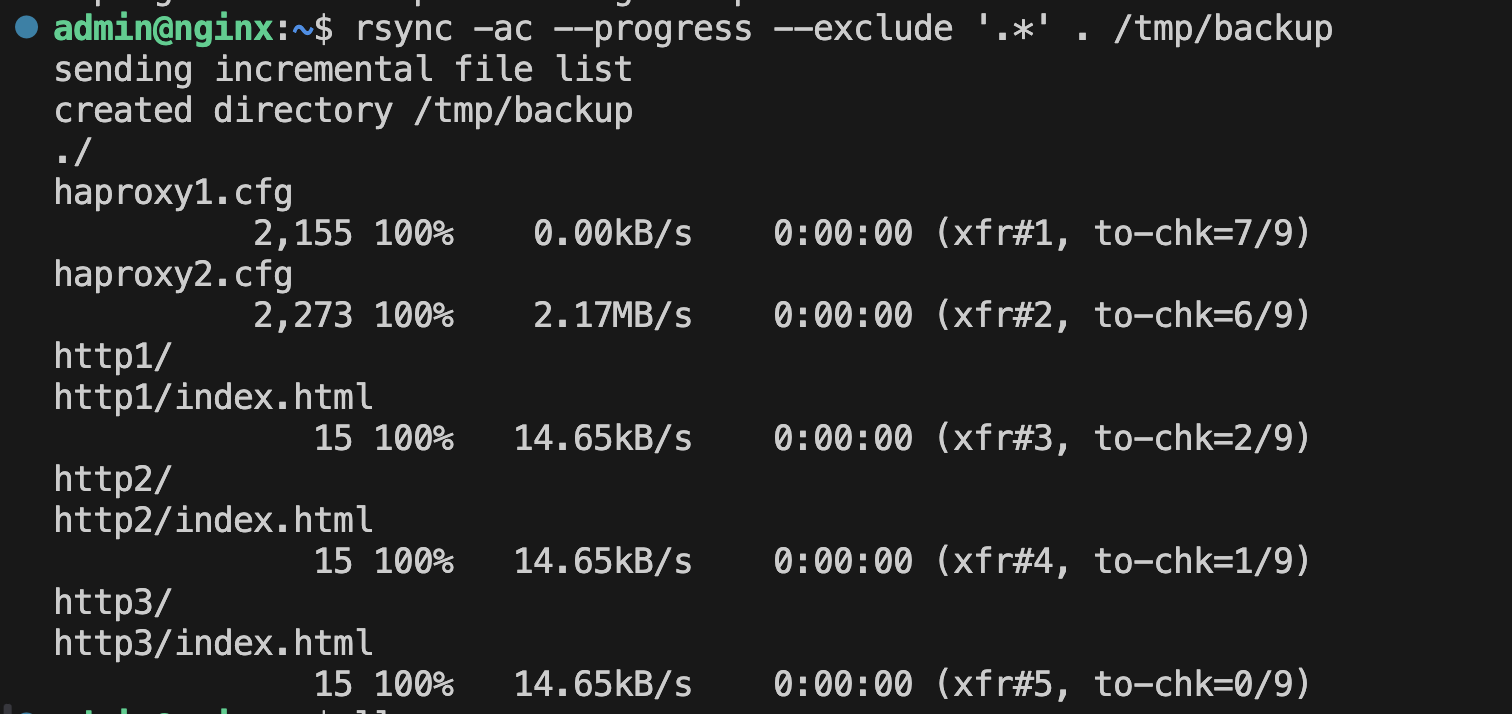 admin@nginx:~$ rsync -ac --progress --exclude '.*' . /tmp/backup
sending incremental file list
created directory /tmp/backup
./
haproxy1.cfg
          2,155 100%    0.00kB/s    0:00:00 (xfr#1, to-chk=7/9)
haproxy2.cfg
          2,273 100%    2.17MB/s    0:00:00 (xfr#2, to-chk=6/9)
http1/
http1/index.html
             15 100%   14.65kB/s    0:00:00 (xfr#3, to-chk=2/9)
http2/
http2/index.html
             15 100%   14.65kB/s    0:00:00 (xfr#4, to-chk=1/9)
http3/
http3/index.html
             15 100%   14.65kB/s    0:00:00 (xfr#5, to-chk=0/9)